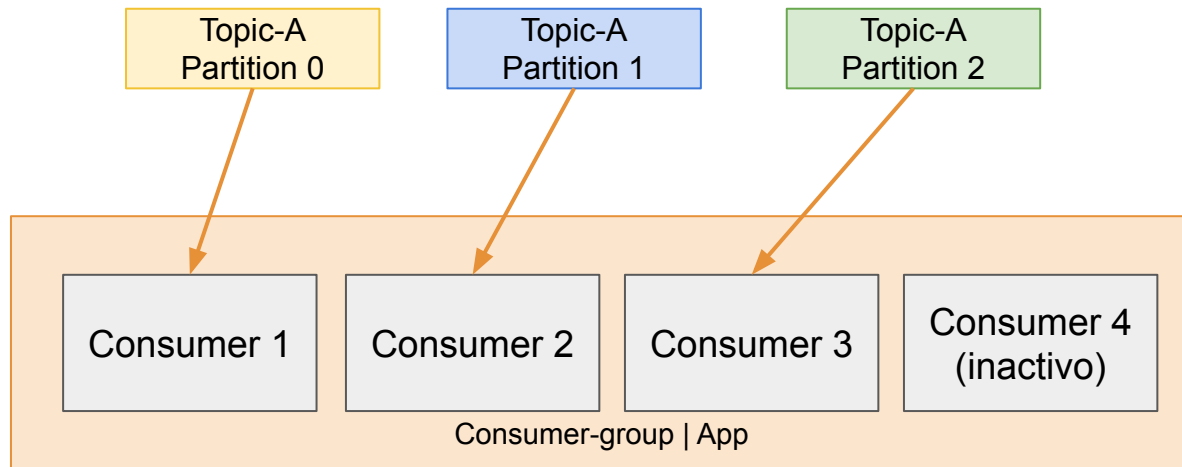 Topic-A
Partition 0
Topic-A
Partition 1
Topic-A
Partition 2
Consumer 1
Consumer 2
Consumer 3
Consumer 4
(inactivo)
Consumer-group | App